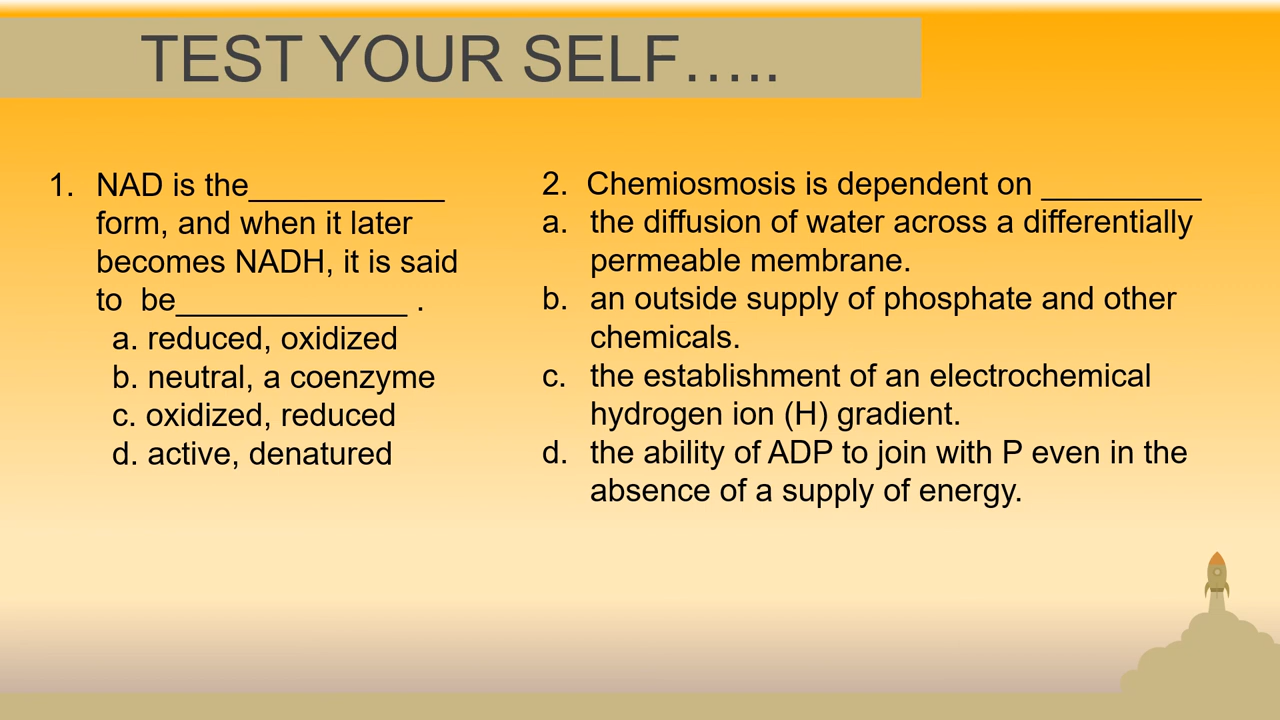 TEST YOUR SELF…..
1. NAD is the___________
form, and when it later
becomes NADH, it is said
to be_____________ .
a. reduced, oxidized
b. neutral, a coenzyme
c. oxidized, reduced
d. active, denatured
2. Chemiosmosis is dependent on _________
a. the diffusion of water across a differentially
permeable membrane.
b. an outside supply of phosphate and other
chemicals.
c. the establishment of an electrochemical
hydrogen ion (H) gradient.
d. the ability of ADP to join with P even in the
absence of a supply of energy.